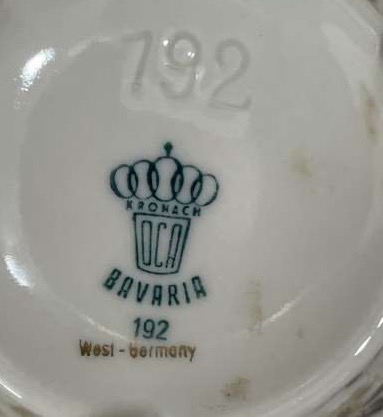 192
KRONACH
OCA
BAVARIA
192
West - Germany